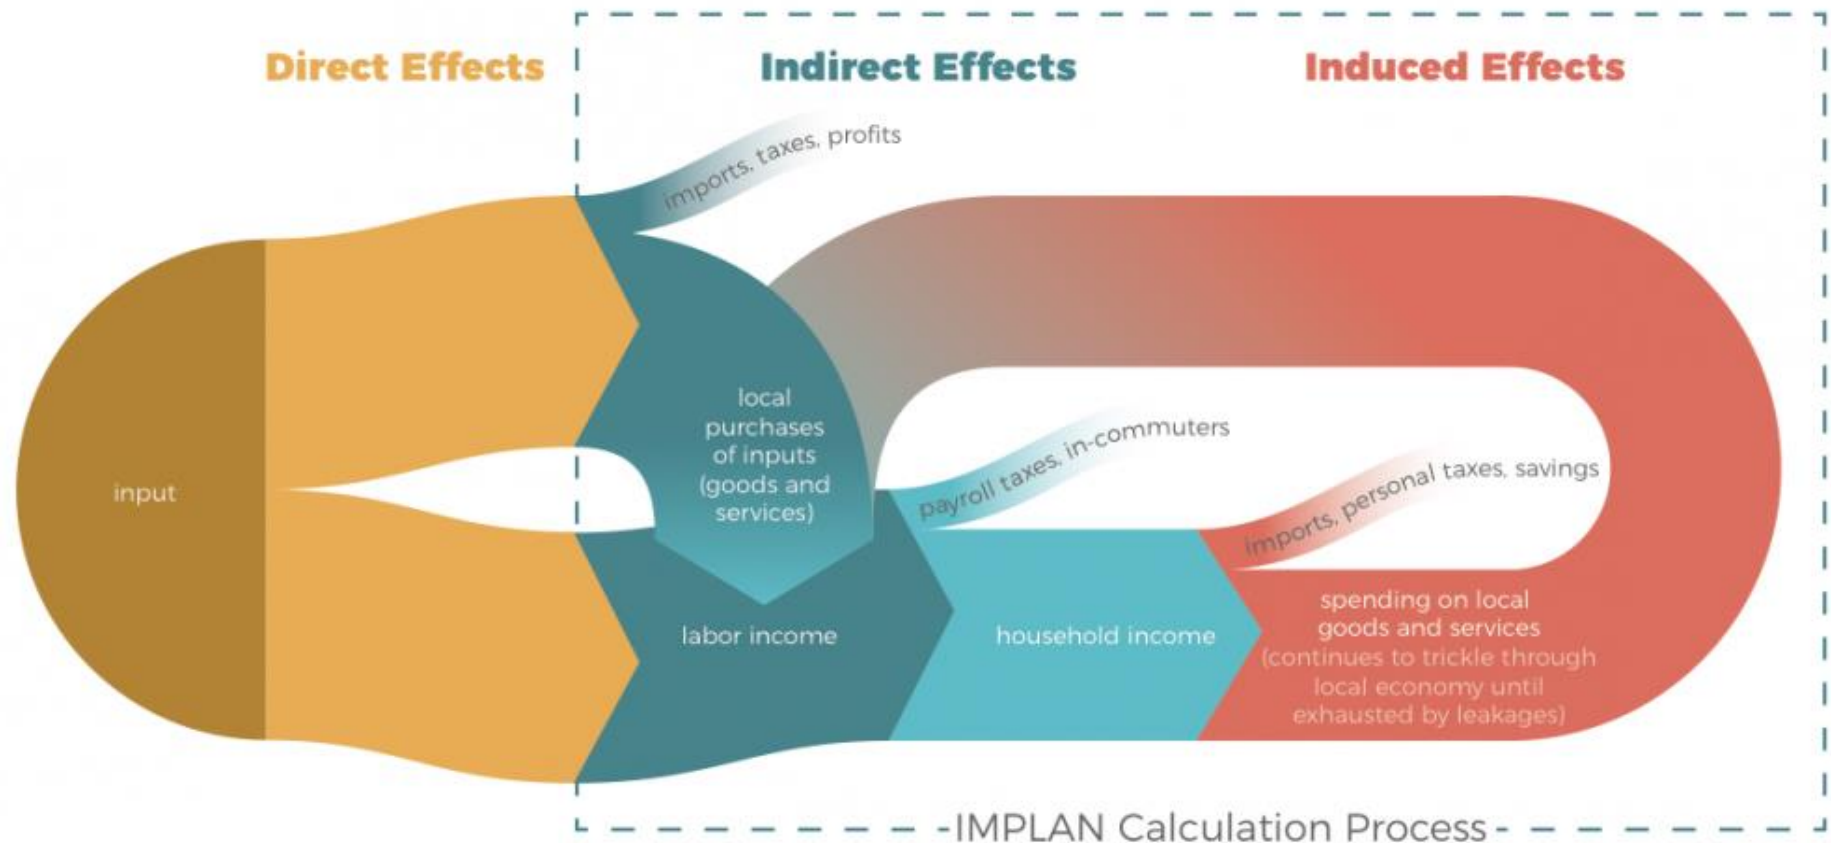 Direct Effects
Indirect Effects
Induced Effects
imports, taxes, profits
input
local
purchases
of inputs
(goods and
services)
labor income
payroll taxes, in-commuters
household income
imports, personal taxes, savings
spending on local
goods and services
(continues to trickle through
local economy until
exhausted by leakages)
IMPLAN Calculation Process